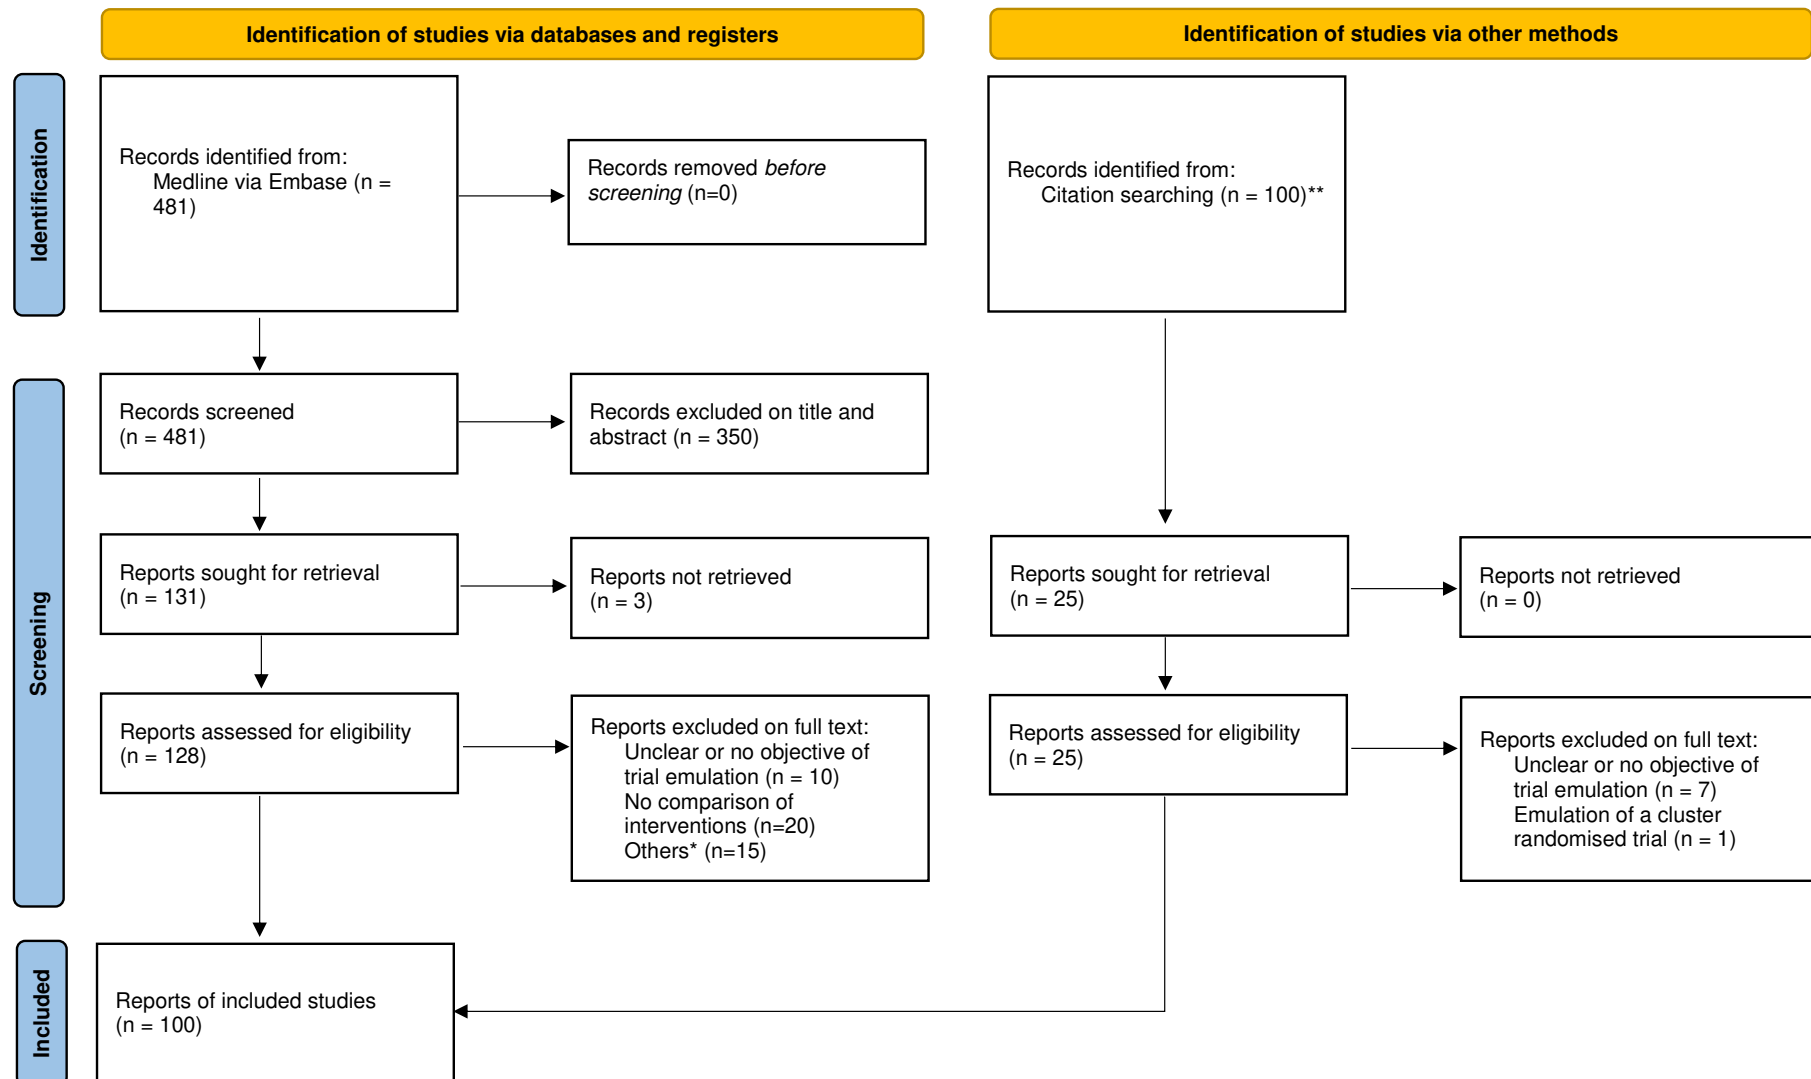 Identification of studies via databases and registers
Identification of studies via other methods
Identification
Records identified from:
Medline via Embase (n =
481)
Records removed before
screening (n=0)
Records identified from:
Citation searching (n = 100)**
Screening
Records screened
(n = 481)
Records excluded on title and
abstract (n = 350)
Reports sought for retrieval
(n = 131)
Reports not retrieved
(n = 3)
Reports sought for retrieval
(n = 25)
Reports not retrieved
(n = 0)
Reports assessed for eligibility
(n = 128)
Reports excluded on full text:
Unclear or no objective of
trial emulation (n = 10)
No comparison of
interventions (n=20)
Others* (n=15)
Reports assessed for eligibility
(n = 25)
Reports excluded on full text:
Unclear or no objective of
trial emulation (n = 7)
Emulation of a cluster
randomised trial (n = 1)
Included
Reports of included studies
(n = 100)